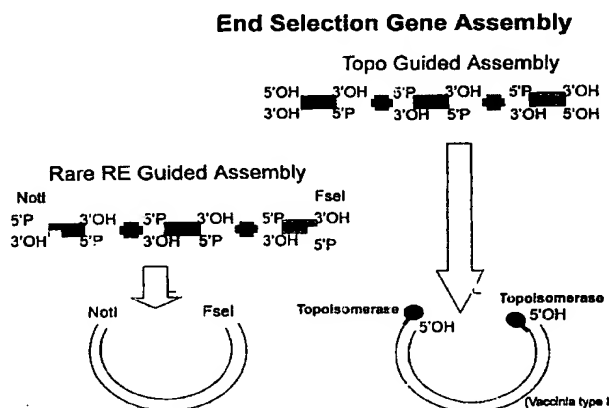 End Selection Gene Assembly
Topo Guided Assembly
5'OH 3'OH 5'P 3'OH 5'P 3'OH
3'OH 5'P 3'OH 5'P 3'OH 5'OH
Rare RE Guided Assembly
NotI FseI
5'P 3'OH 5'P 3'OH 5'P 3'OH
3'OH 5'P 3'OH 5'P 3'OH 5'P
NotI FseI
Topoisomerase Topoisomerase
5'OH 5'OH
(Vaccinia type